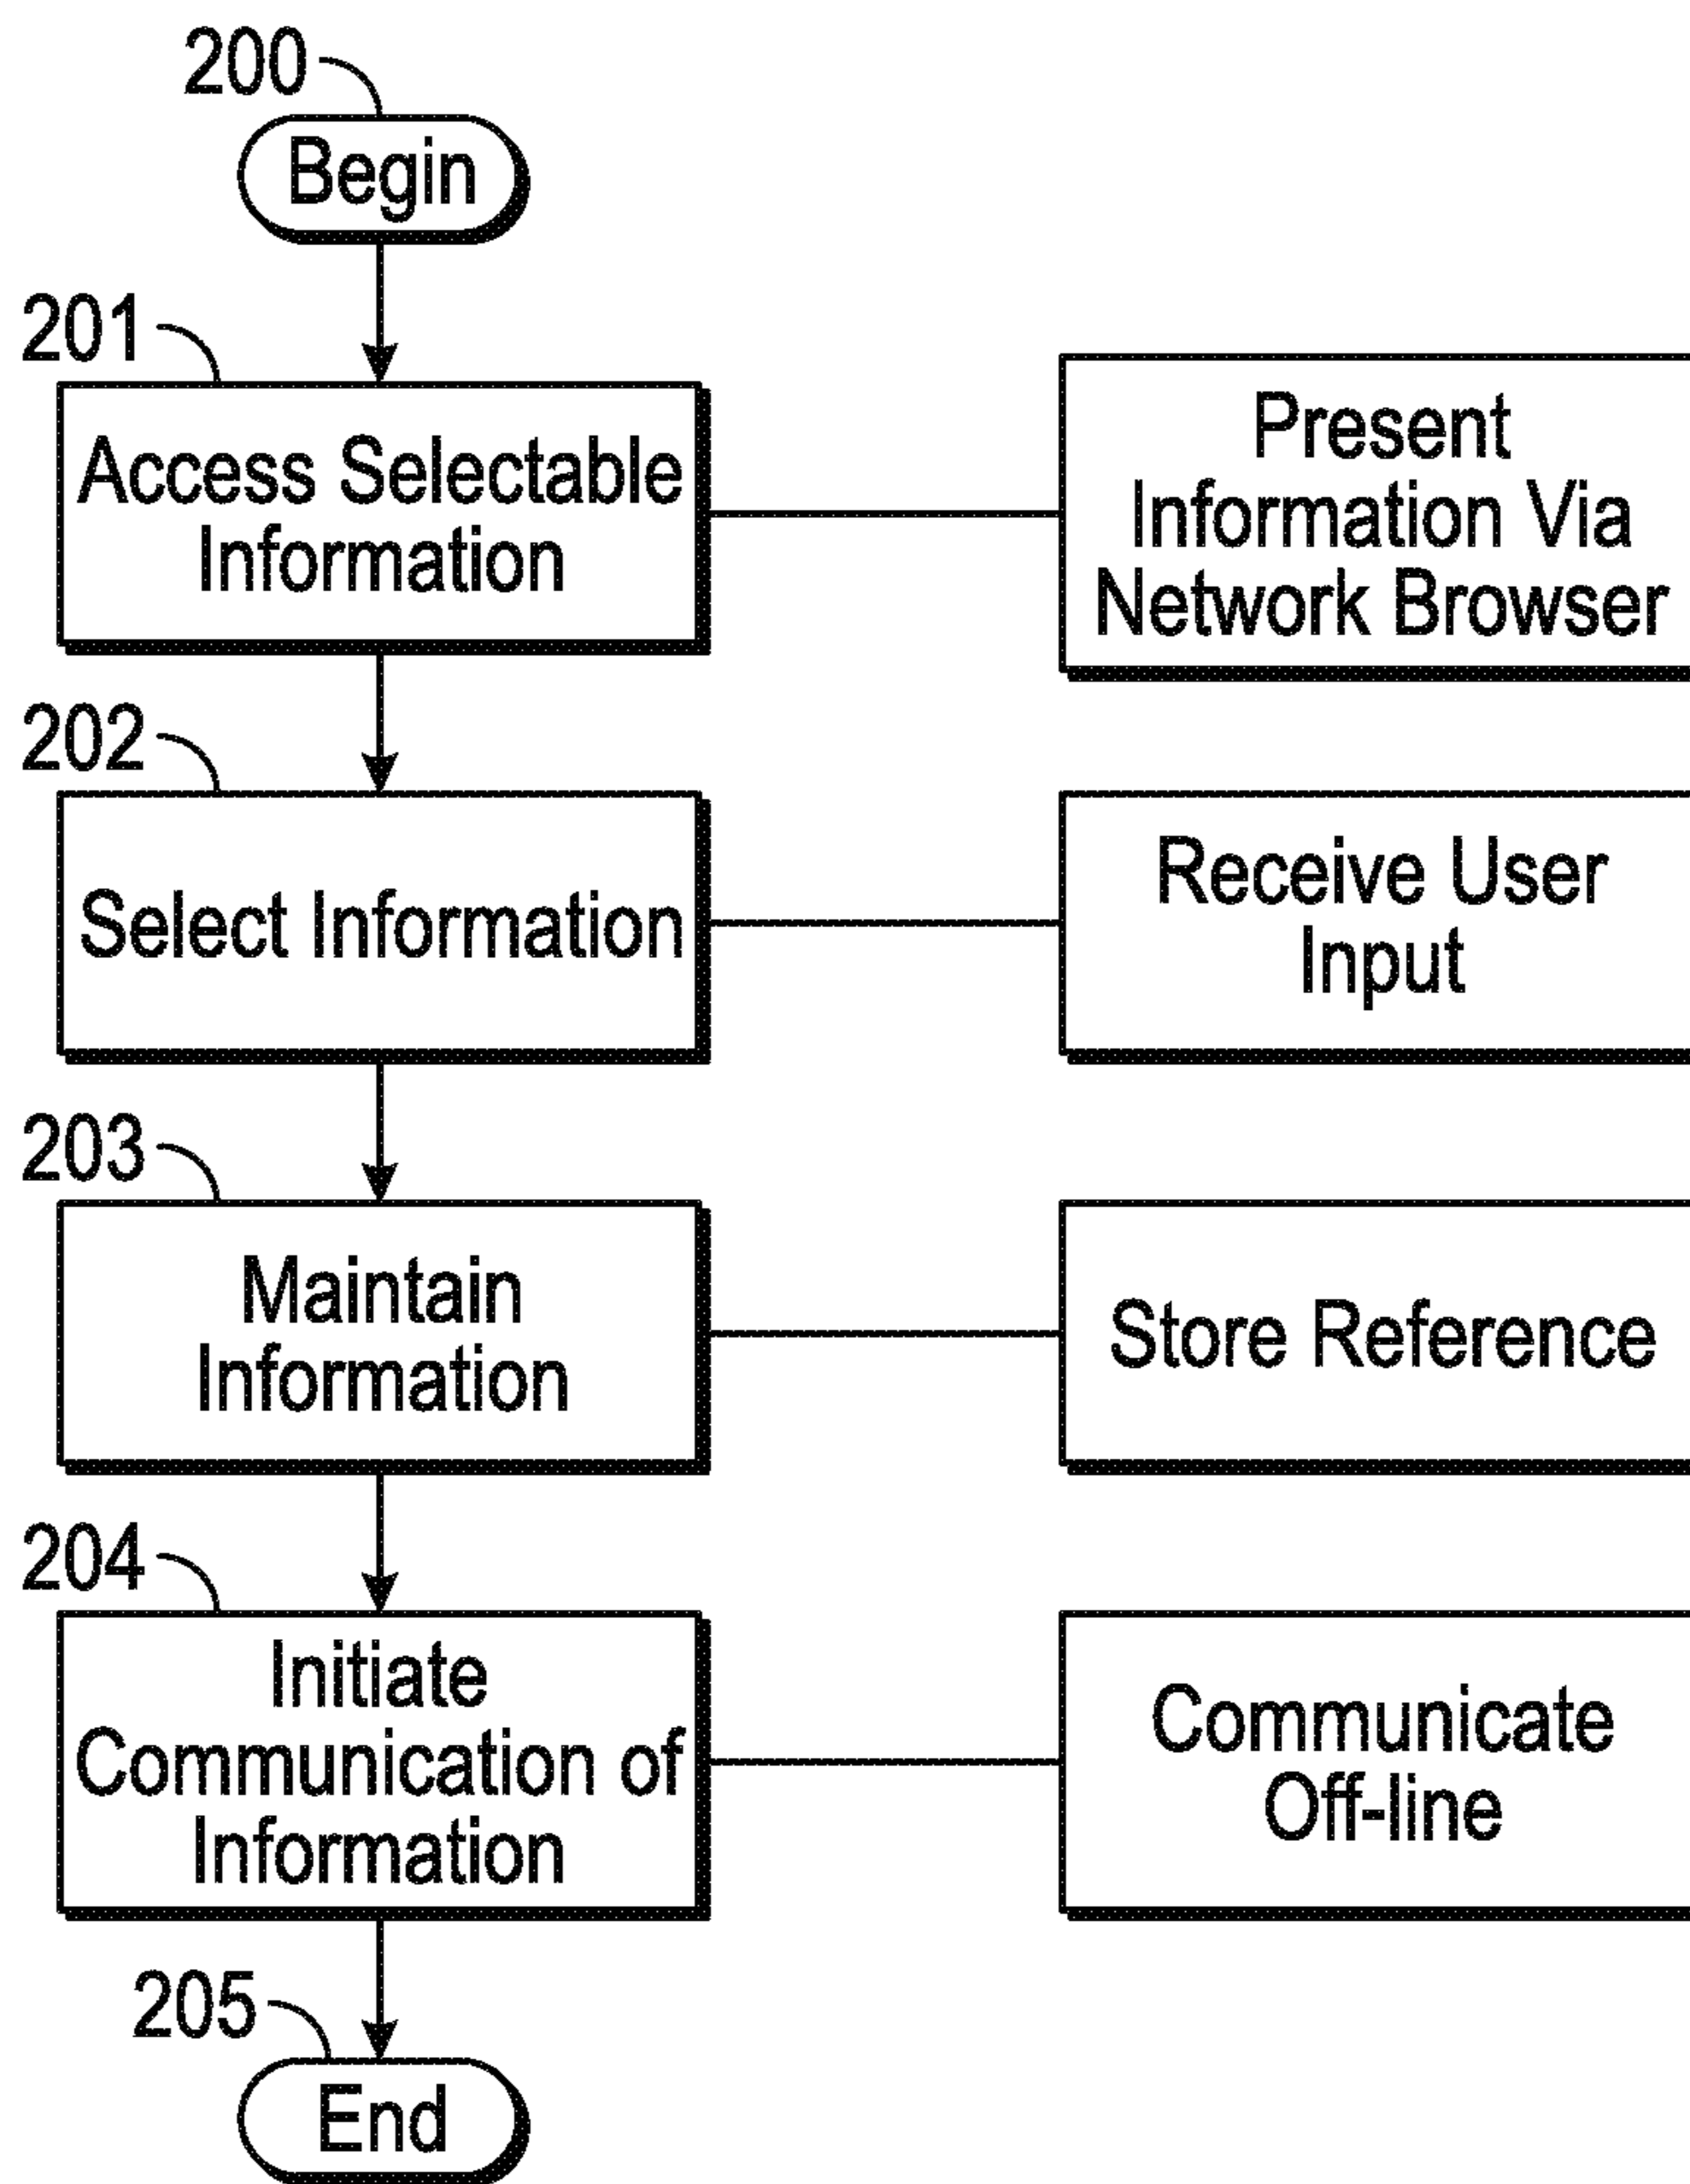 200
Begin
201
Access Selectable
Information
Present
Information Via
Network Browser
202
Select Information
Receive User
Input
203
Maintain
Information
Store Reference
204
Initiate
Communication of
Information
Communicate
Off-line
205
End